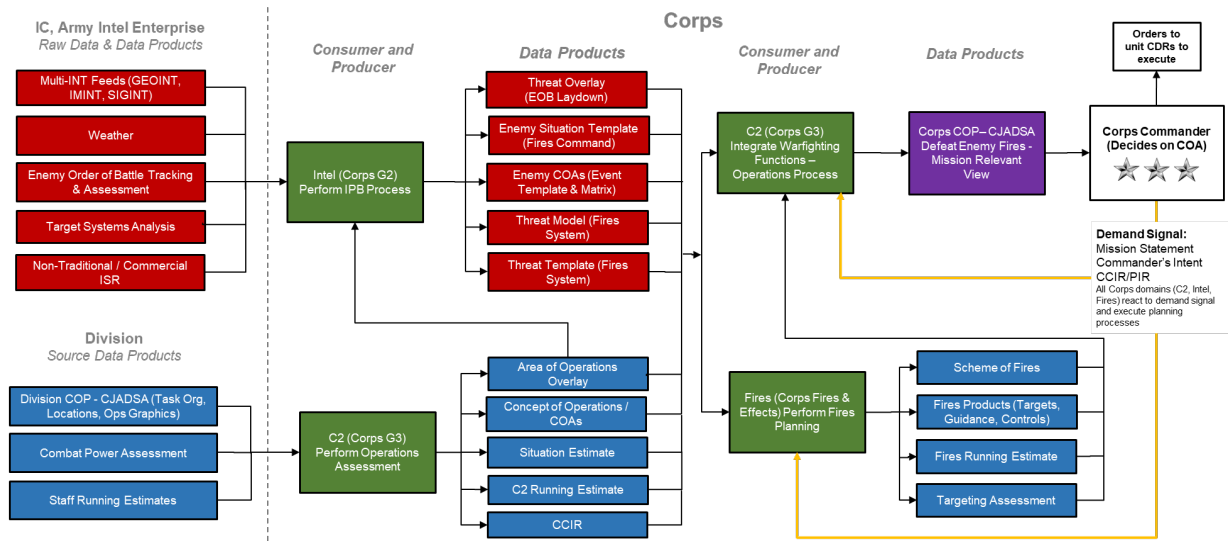 Corps
IC, Army Intel Enterprise
Raw Data & Data Products
Multi-INT Feeds (GEOINT,
IMINT, SIGINT)
Weather
Enemy Order of Battle Tracking
& Assessment
Target Systems Analysis
Non-Traditional / Commercial
ISR
Division
Source Data Products
Division COP - CJADSA (Task Org,
Locations, Ops Graphics)
Combat Power Assessment
Staff Running Estimates
Consumer and
Producer
Intel (Corps G2)
Perform IPB Process
C2 (Corps G3)
Perform Operations
Assessment
Data Products
Threat Overlay
(EOB Laydown)
Enemy Situation Template
(Fires Command)
Enemy COAs (Event
Template & Matrix)
Threat Model (Fires
System)
Threat Template (Fires
System)
Area of Operations
Overlay
Concept of Operations /
COAs
Situation Estimate
C2 Running Estimate
CCIR
Consumer and
Producer
C2 (Corps G3)
Integrate Warfighting
Functions –
Operations Process
Fires (Corps Fires &
Effects) Perform Fires
Planning
Data Products
Corps COP– CJADSA
Defeat Enemy Fires -
Mission Relevant
View
Scheme of Fires
Fires Products (Targets,
Guidance, Controls)
Fires Running Estimate
Targeting Assessment
Orders to
unit CDRs to
execute
Corps Commander
(Decides on COA)
Demand Signal:
Mission Statement
Commander's Intent
CCIR/PIR
All Corps domains (C2, Intel,
Fires) react to demand signal
and execute planning
processes